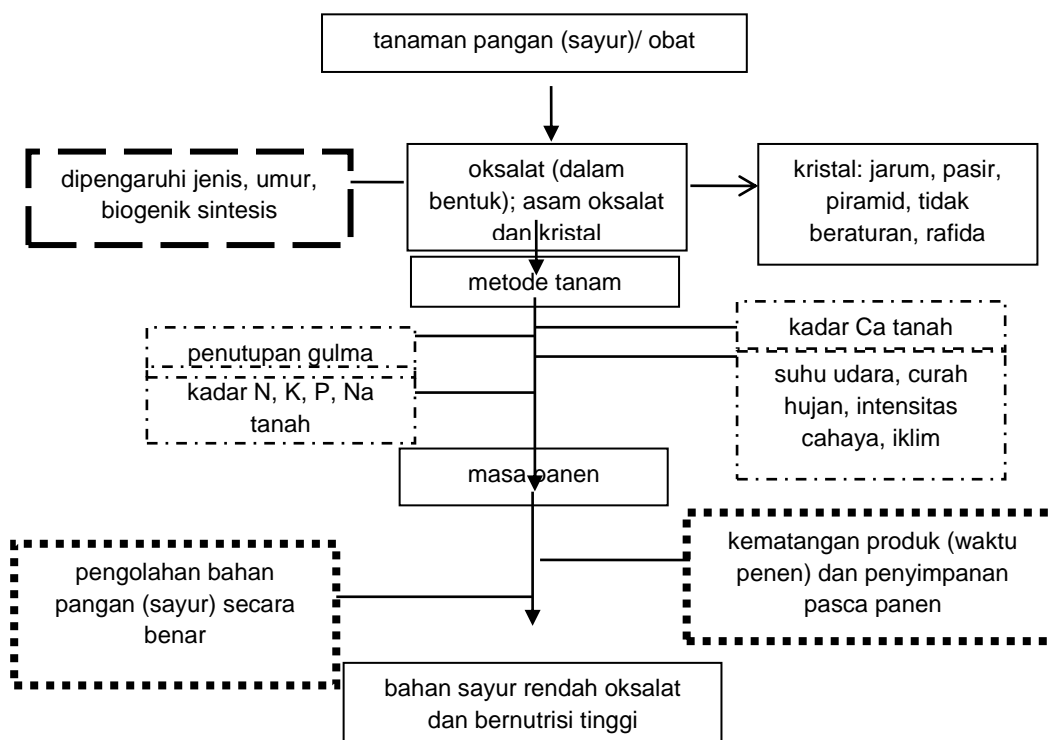 tanaman pangan (sayur)/ obat
dipengaruhi jenis, umur,
biogenik sintesis
oksalat (dalam
bentuk); asam oksalat
dan kristal
kristal: jarum, pasir,
piramid, tidak
beraturan, rafida
metode tanam
penutupan gulma
kadar N, K, P, Na
tanah
kadar Ca tanah
suhu udara, curah
hujan, intensitas
cahaya, iklim
masa panen
pengolahan bahan
pangan (sayur) secara
benar
kematangan produk (waktu
penen) dan penyimpanan
pasca panen
bahan sayur rendah oksalat
dan bernutrisi tinggi